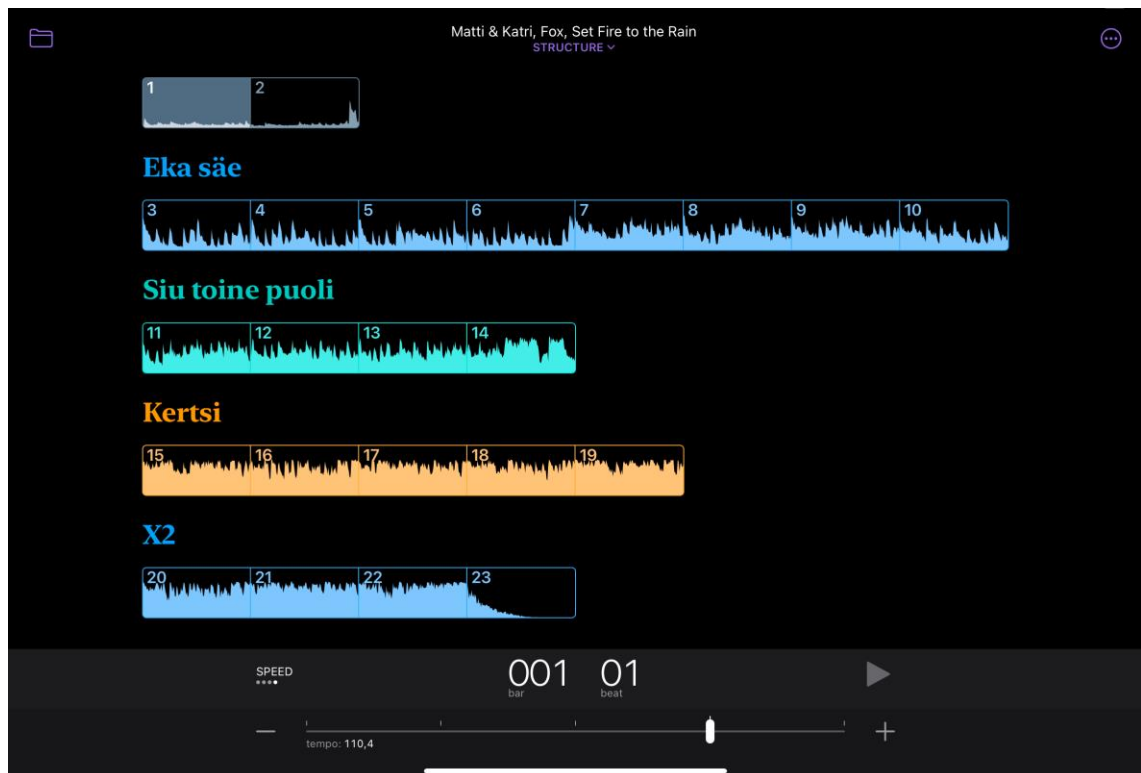 Matti & Katri, Fox, Set Fire to the Rain
STRUCTURE
1 2
Eka säe
3 4 5 6 7 8 9 10
Siu toine puoli
11 12 13 14
Kertsi
15 16 17 18 19
X2
20 21 22 23
SPEED
001 01
bar beat
tempo: 110,4